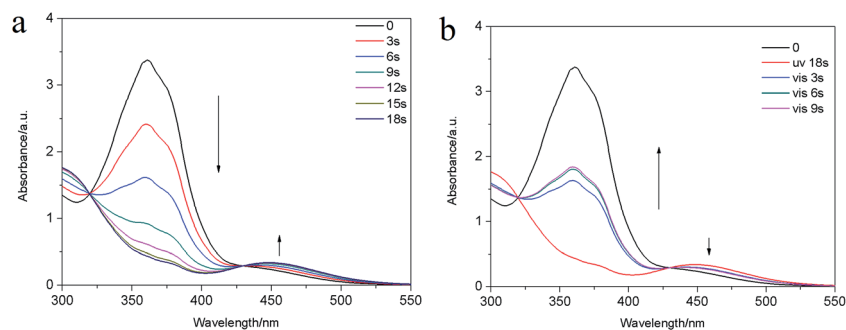 a
Absorbance/a.u.
4
3
2
1
0
300
350
400
450
500
550
Wavelength/nm
0
3s
6s
9s
12s
15s
18s
b
Absorbance/a.u.
4
3
2
1
0
300
350
400
450
500
550
Wavelength/nm
0
uv 18s
vis 3s
vis 6s
vis 9s